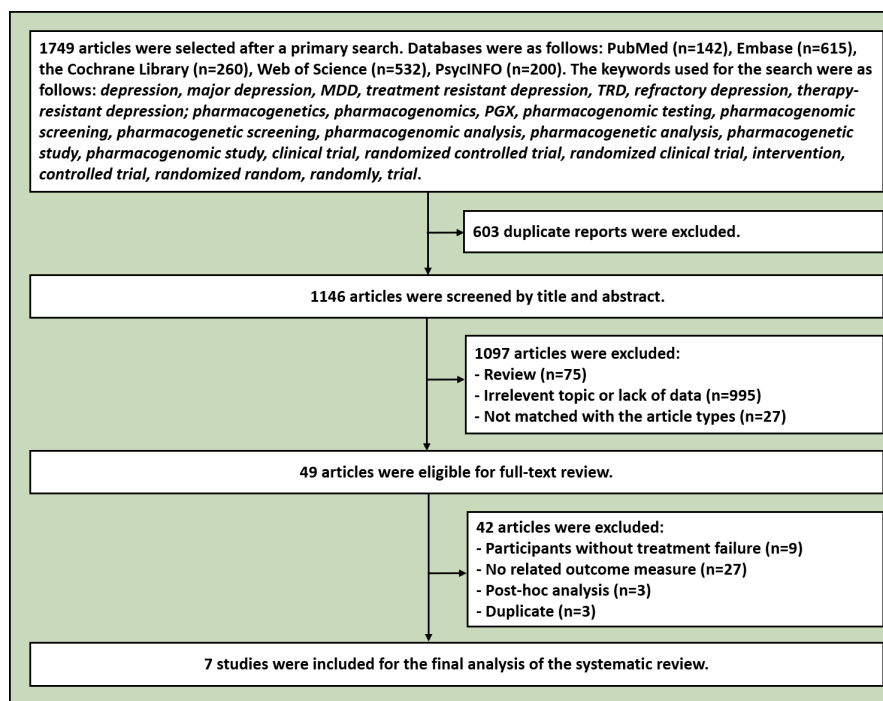 1749 articles were selected after a primary search. Databases were as follows: PubMed (n=142), Embase (n=615),
the Cochrane Library (n=260), Web of Science (n=532), PsycINFO (n=200). The keywords used for the search were as
follows: depression, major depression, MDD, treatment resistant depression, TRD, refractory depression, therapy-
resistant depression; pharmacogenetics, pharmacogenomics, PGX, pharmacogenomic testing, pharmacogenomic
screening, pharmacogenetic screening, pharmacogenomic analysis, pharmacogenetic analysis, pharmacogenetic
study, pharmacogenomic study, clinical trial, randomized controlled trial, randomized clinical trial, intervention,
controlled trial, randomized random, randomly, trial.
603 duplicate reports were excluded.
1146 articles were screened by title and abstract.
1097 articles were excluded:
- Review (n=75)
- Irrelevent topic or lack of data (n=995)
- Not matched with the article types (n=27)
49 articles were eligible for full-text review.
42 articles were excluded:
- Participants without treatment failure (n=9)
- No related outcome measure (n=27)
- Post-hoc analysis (n=3)
- Duplicate (n=3)
7 studies were included for the final analysis of the systematic review.